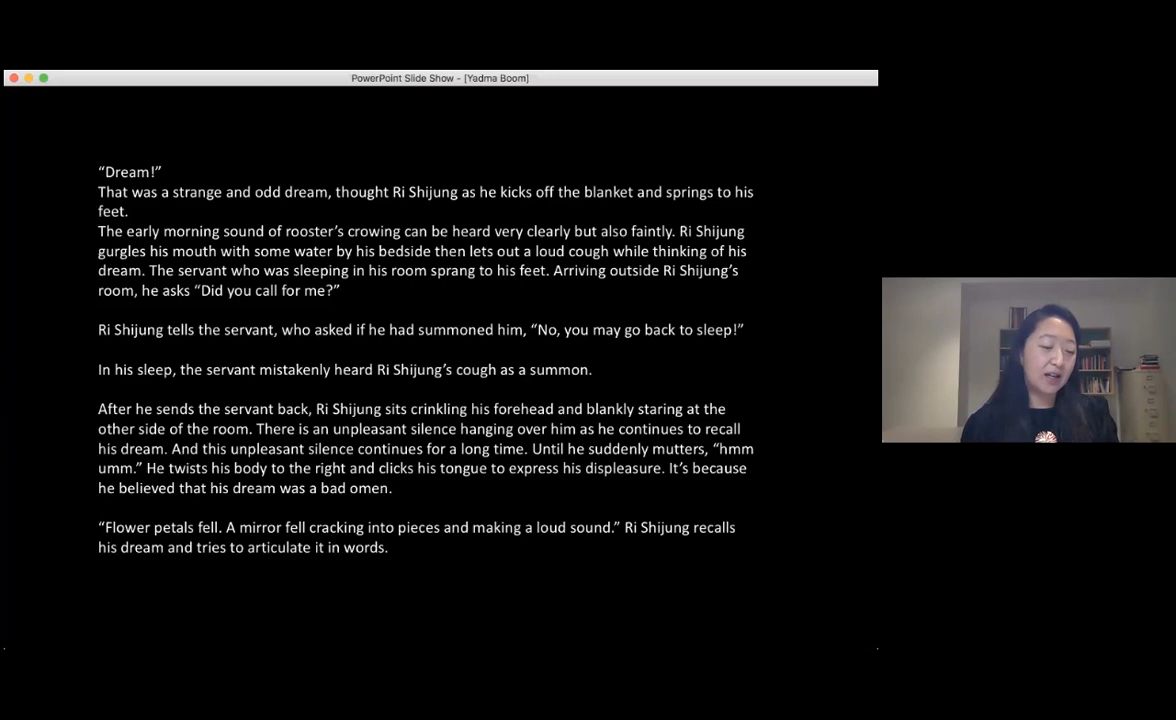 PowerPoint Slide Show - [Yadma Boom]
“Dream!”
That was a strange and odd dream, thought Ri Shijung as he kicks off the blanket and springs to his
feet.
The early morning sound of rooster’s crowing can be heard very clearly but also faintly. Ri Shijung
gurgles his mouth with some water by his bedside then lets out a loud cough while thinking of his
dream. The servant who was sleeping in his room sprang to his feet. Arriving outside Ri Shijung’s
room, he asks “Did you call for me?”
Ri Shijung tells the servant, who asked if he had summoned him, “No, you may go back to sleep!”
In his sleep, the servant mistakenly heard Ri Shijung’s cough as a summon.
After he sends the servant back, Ri Shijung sits crinkling his forehead and blankly staring at the
other side of the room. There is an unpleasant silence hanging over him as he continues to recall
his dream. And this unpleasant silence continues for a long time. Until he suddenly mutters, “hmm
umm.” He twists his body to the right and clicks his tongue to express his displeasure. It’s because
he believed that his dream was a bad omen.
“Flower petals fell. A mirror fell cracking into pieces and making a loud sound.” Ri Shijung recalls
his dream and tries to articulate it in words.